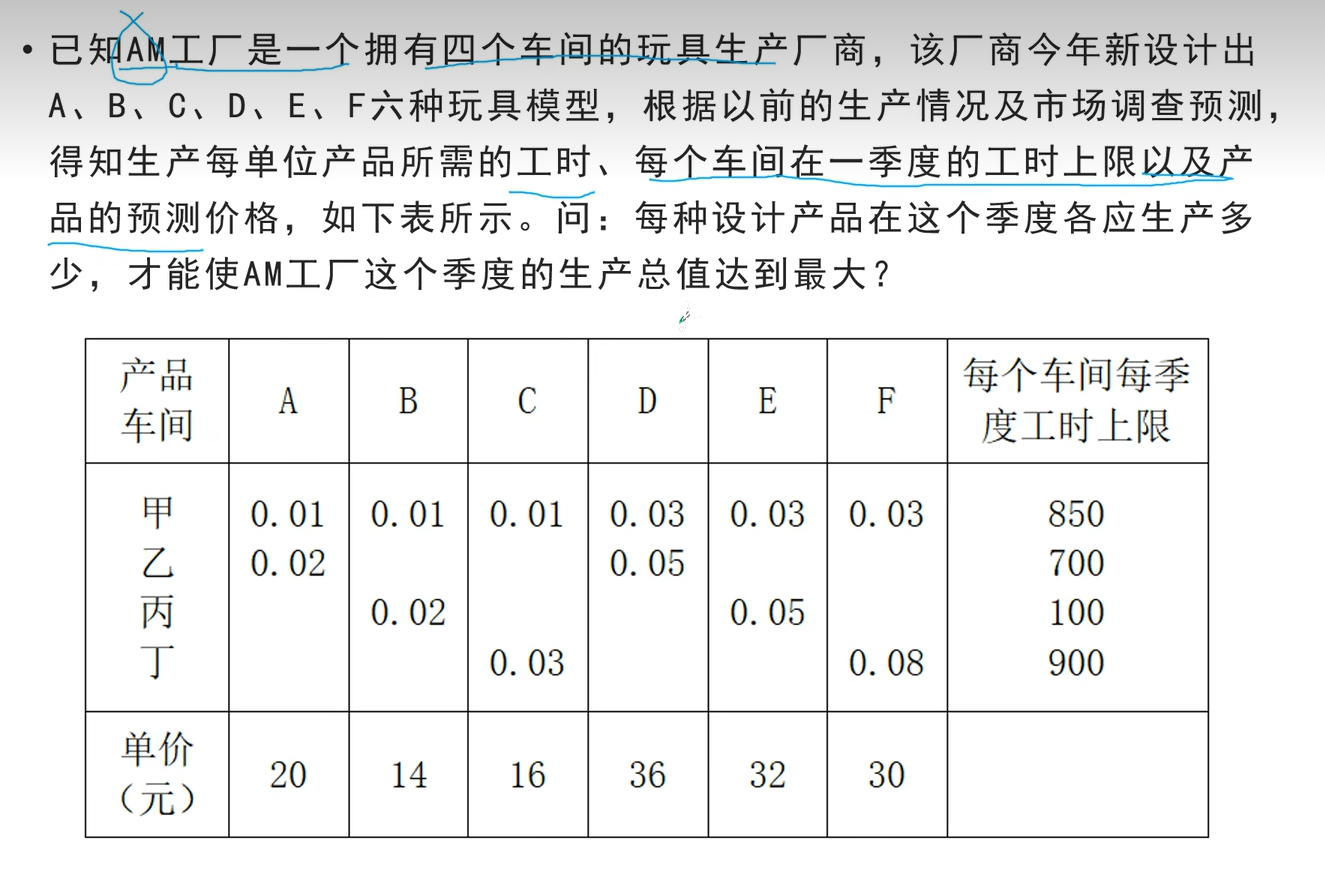 • 已知AM工厂是一个拥有四个车间的玩具生产厂商，该厂商今年新设计出
A、B、C、D、E、F六种玩具模型，根据以前的生产情况及市场调查预测，
得知生产每单位产品所需的工时、每个车间在一季度的工时上限以及产
品的预测价格，如下表所示。问：每种设计产品在这个季度各应生产多
少，才能使AM工厂这个季度的生产总值达到最大？
产品 车间 A B C D E F 每个车间每季度工时上限
甲 0.01 0.01 0.01 0.03 0.03 0.03 850
乙 0.02 0.05 700
丙 0.02 0.05 100
丁 0.03 0.08 900
单价（元） 20 14 16 36 32 30